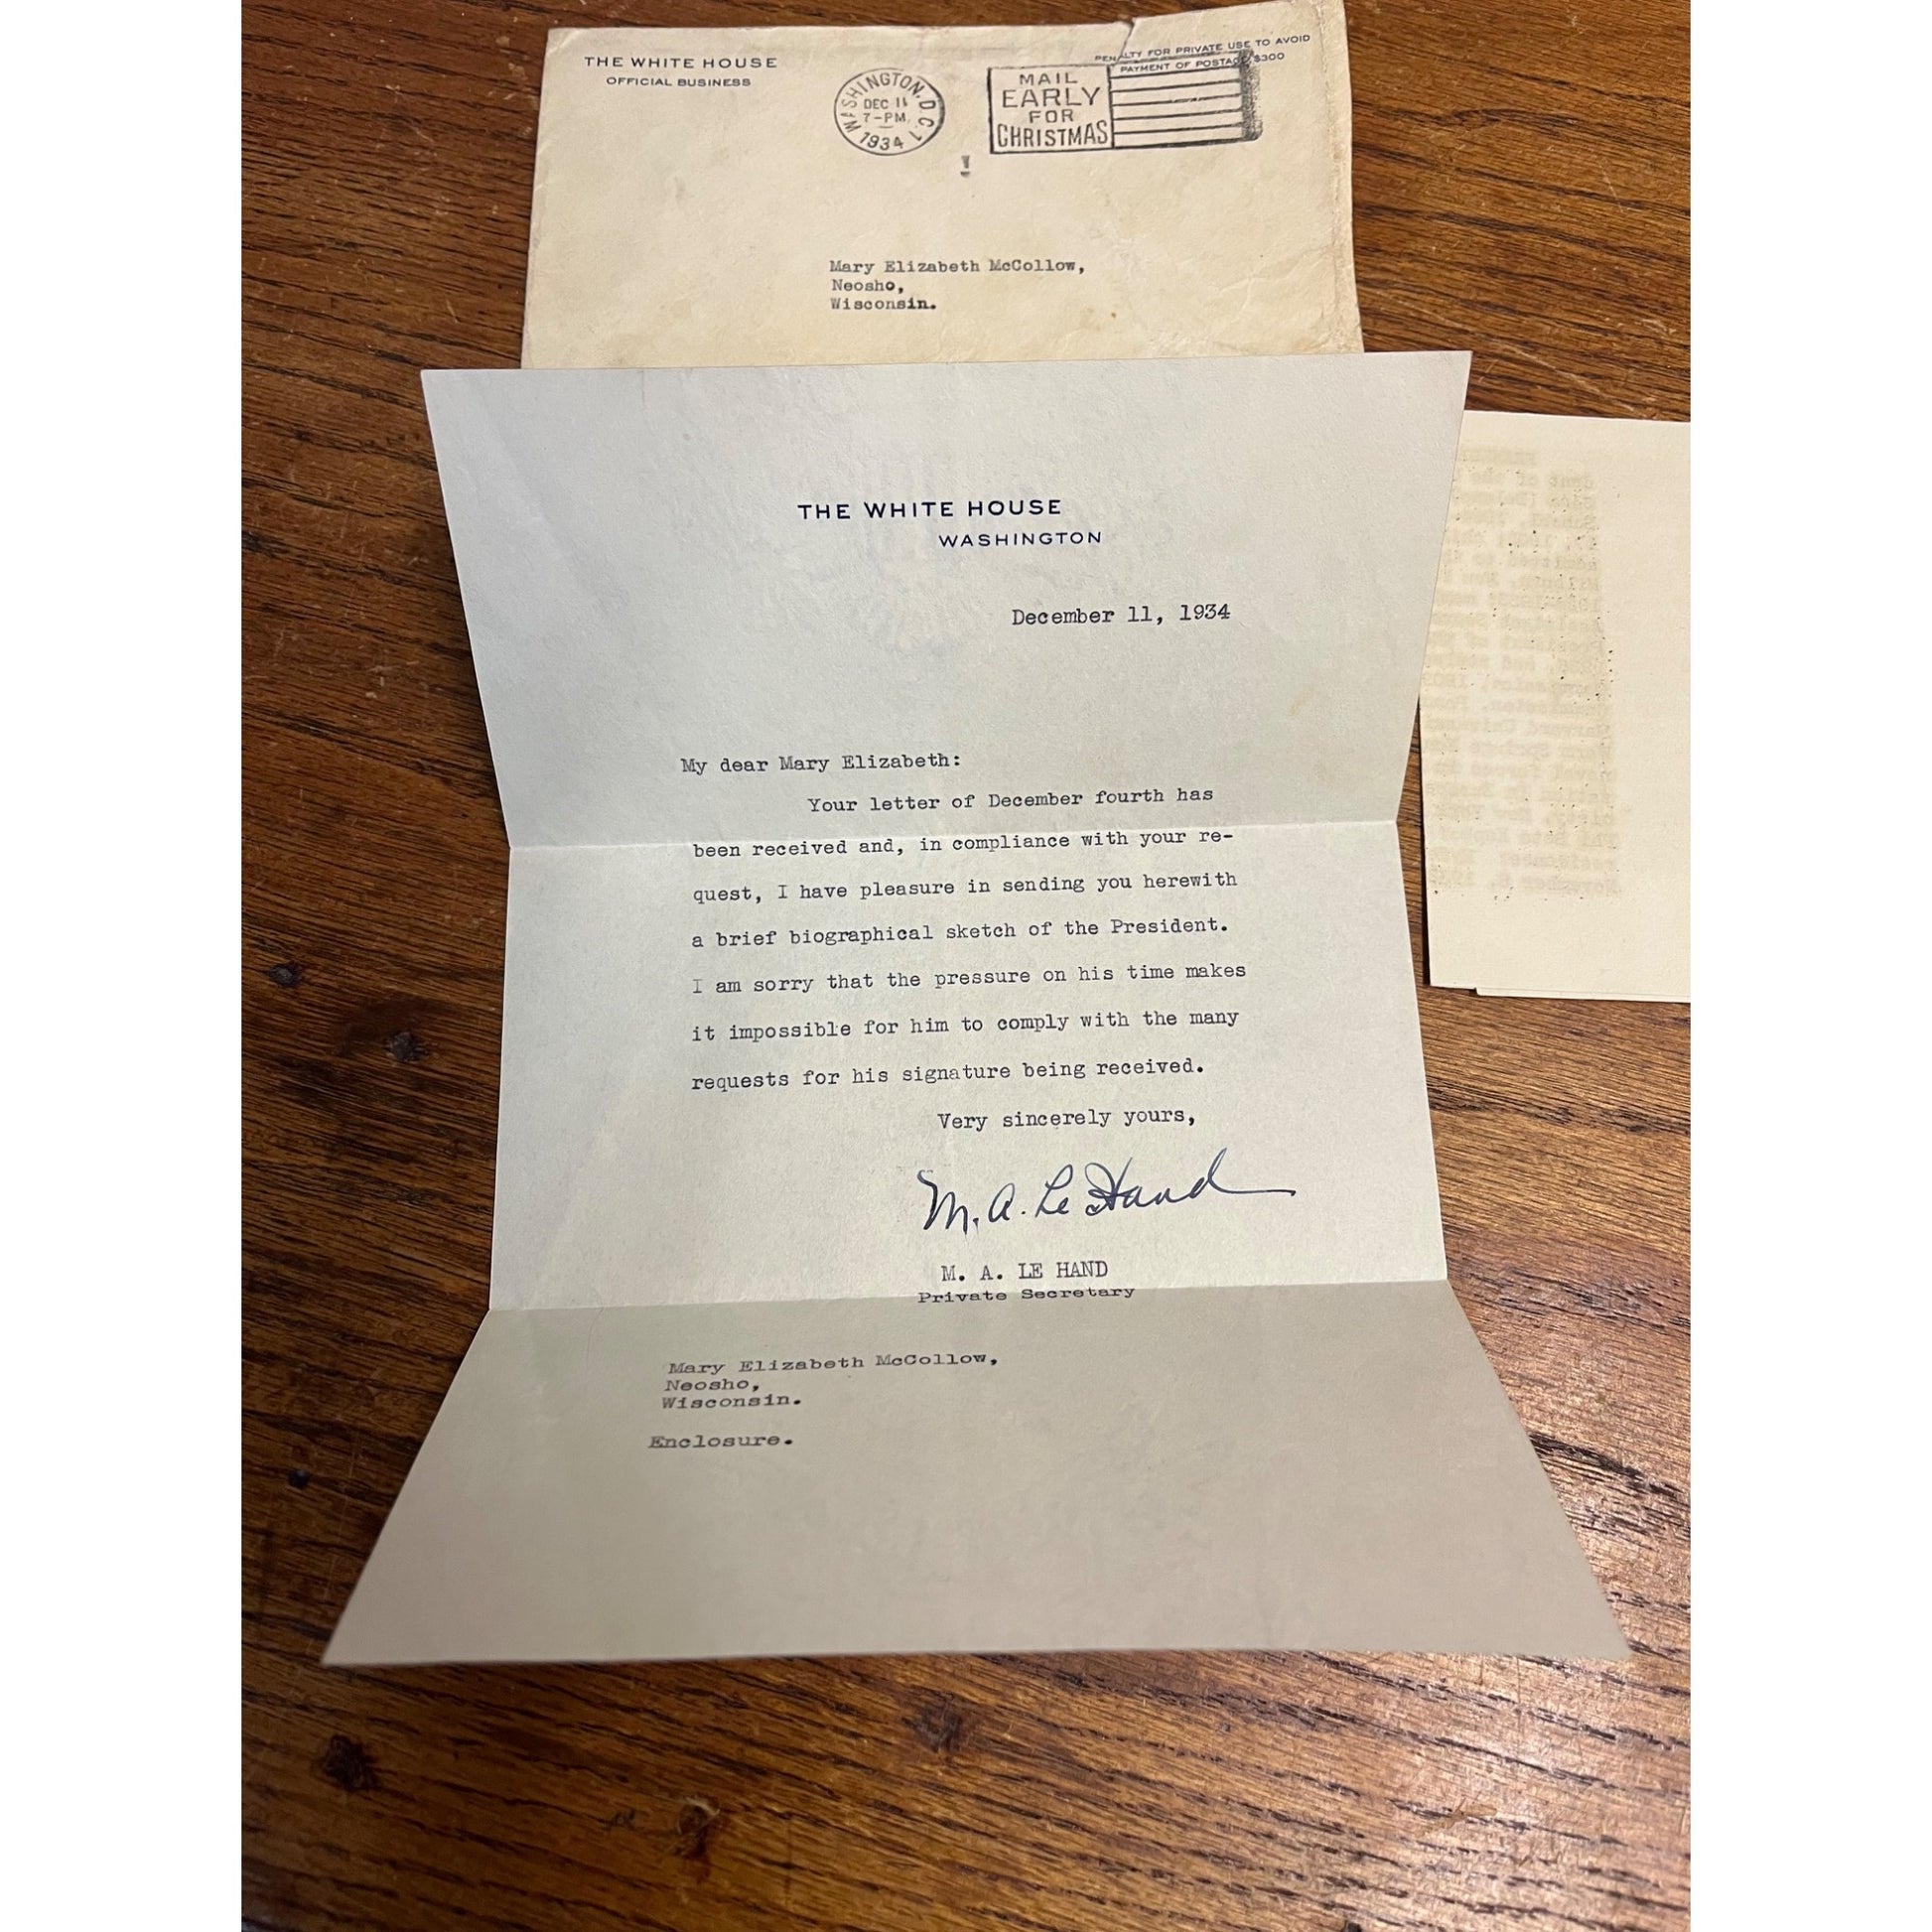 THE WHITE HOUSE
OFFICIAL BUSINESS
WASHINGTON, D.C. 1
DEC 11
7-PM
1934
MAIL
EARLY
FOR
CHRISTMAS
PENALTY FOR PRIVATE USE TO AVOID
PAYMENT OF POSTAGE, $300
Mary Elizabeth McCollow,
Neosho,
Wisconsin.
THE WHITE HOUSE
WASHINGTON
December 11, 1934
My dear Mary Elizabeth:
Your letter of December fourth has
been received and, in compliance with your re-
quest, I have pleasure in sending you herewith
a brief biographical sketch of the President.
I am sorry that the pressure on his time makes
it impossible for him to comply with the many
requests for his signature being received.
Very sincerely yours,
M. A. Le Hand
M. A. LE HAND
Private Secretary
Mary Elizabeth McCollow,
Neosho,
Wisconsin.
Enclosure.